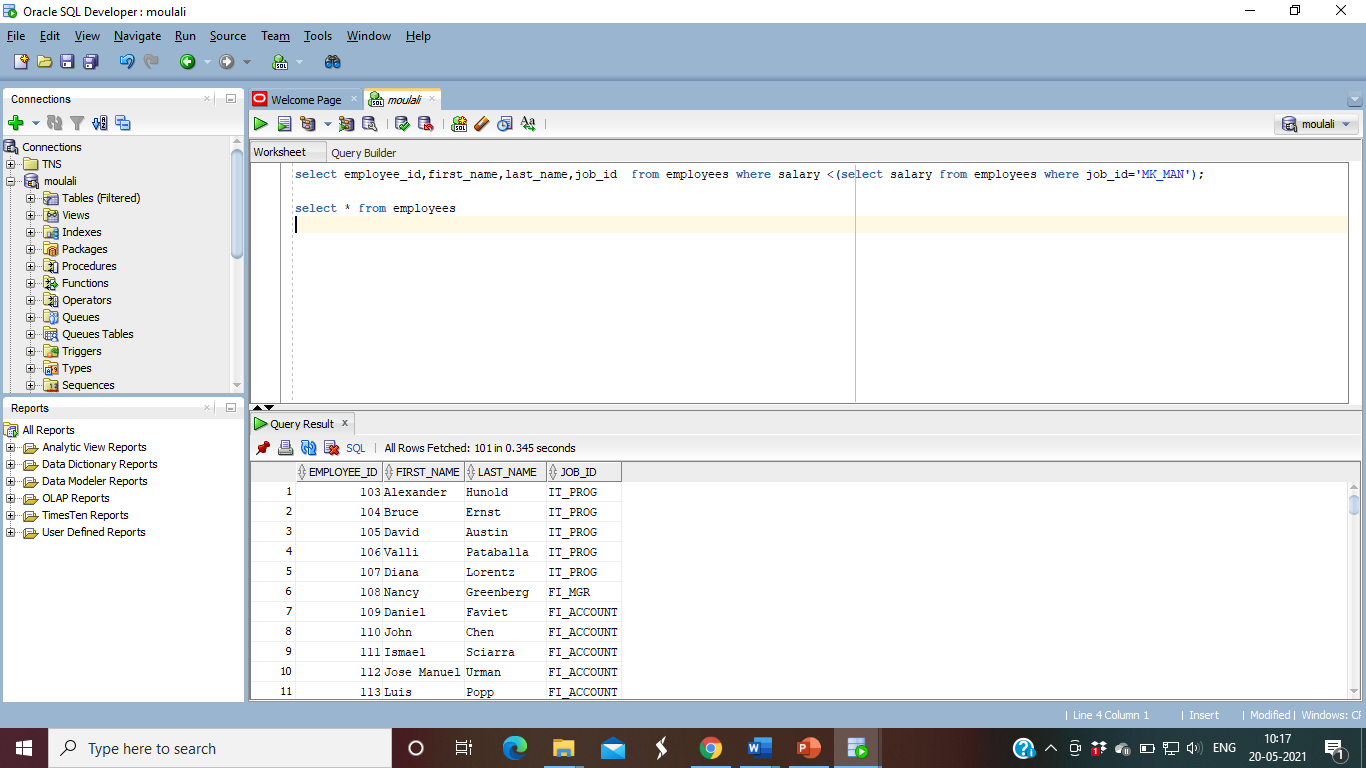 Oracle SQL Developer : moulali
File Edit View Navigate Run Source Team Tools Window Help
Connections
Connections
TNS
moulali
Tables (Filtered)
Views
Indexes
Packages
Procedures
Functions
Operators
Queues
Queues Tables
Triggers
Types
Sequences
Reports
All Reports
Analytic View Reports
Data Dictionary Reports
Data Modeler Reports
OLAP Reports
TimesTen Reports
User Defined Reports
Welcome Page moulali
moulali
Worksheet Query Builder
select employee_id,first_name,last_name,job_id from employees where salary <(select salary from employees where job_id='MK_MAN');
select * from employees
Query Result
SQL | All Rows Fetched: 101 in 0.345 seconds
EMPLOYEE_ID FIRST_NAME LAST_NAME JOB_ID
1 103 Alexander Hunold IT_PROG
2 104 Bruce Ernst IT_PROG
3 105 David Austin IT_PROG
4 106 Valli Pataballa IT_PROG
5 107 Diana Lorentz IT_PROG
6 108 Nancy Greenberg FI_MGR
7 109 Daniel Faviet FI_ACCOUNT
8 110 John Chen FI_ACCOUNT
9 111 Ismael Sciarra FI_ACCOUNT
10 112 Jose Manuel Urman FI_ACCOUNT
11 113 Luis Popp FI_ACCOUNT
| Line 4 Column 1 | Insert | Modified | Windows: CF
Type here to search
ENG
10:17
20-05-2021
1